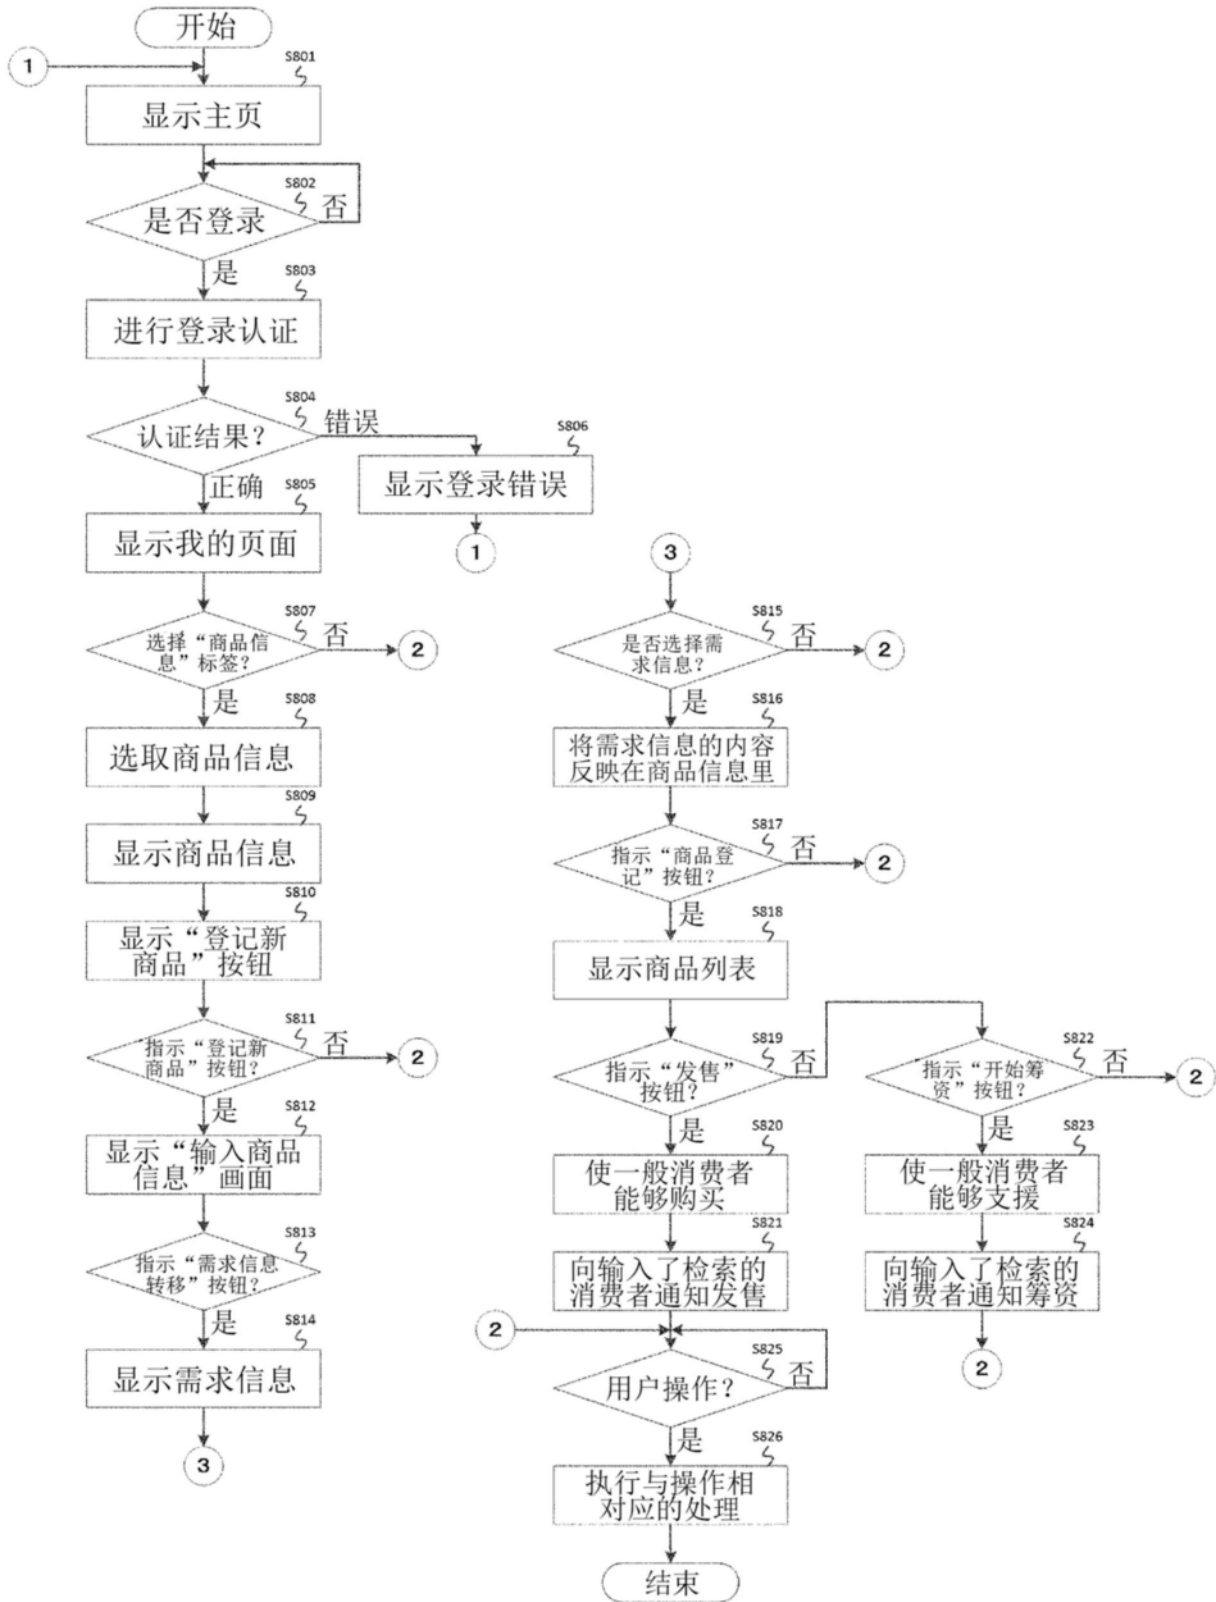 开始
1
S801
显示主页
S802
是否登录
否
是
S803
进行登录认证
S804
认证结果?
错误
S806
显示登录错误
1
正确
S805
显示我的页面
S807
选择“商品信
息”标签?
否
2
是
S808
选取商品信息
S809
显示商品信息
S810
显示“登记新
商品”按钮
S811
指示“登记新
商品”按钮?
否
2
是
S812
显示“输入商品
信息”画面
S813
指示“需求信息
转移”按钮?
是
S814
显示需求信息
3
3
S815
是否选择需
求信息?
否
2
是
S816
将需求信息的内容
反映在商品信息里
S817
指示“商品登
记”按钮?
否
2
是
S818
显示商品列表
S819
指示“发售”
按钮?
否
是
S820
使一般消费者
能够购买
S821
向输入了检索的
消费者通知发售
S822
指示“开始筹
资”按钮?
否
2
是
S823
使一般消费者
能够支援
S824
向输入了检索的
消费者通知筹资
2
2
S825
用户操作?
否
是
S826
执行与操作相
对应的处理
结束